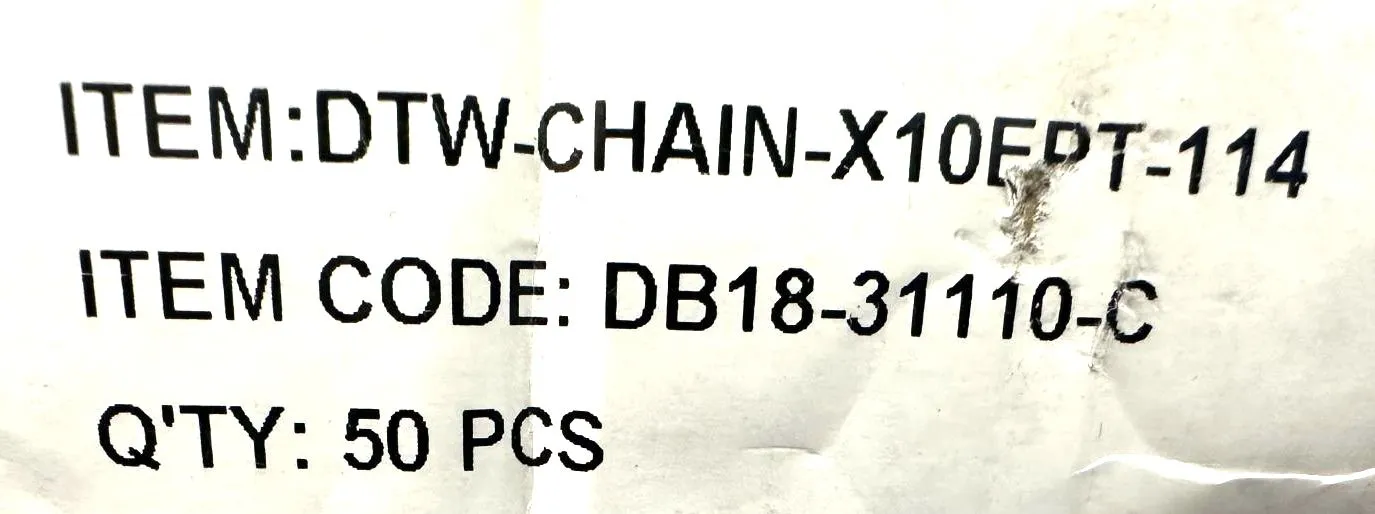 ITEM:DTW-CHAIN-X10EPT-114
ITEM CODE: DB18-31110-C
Q'TY: 50 PCS